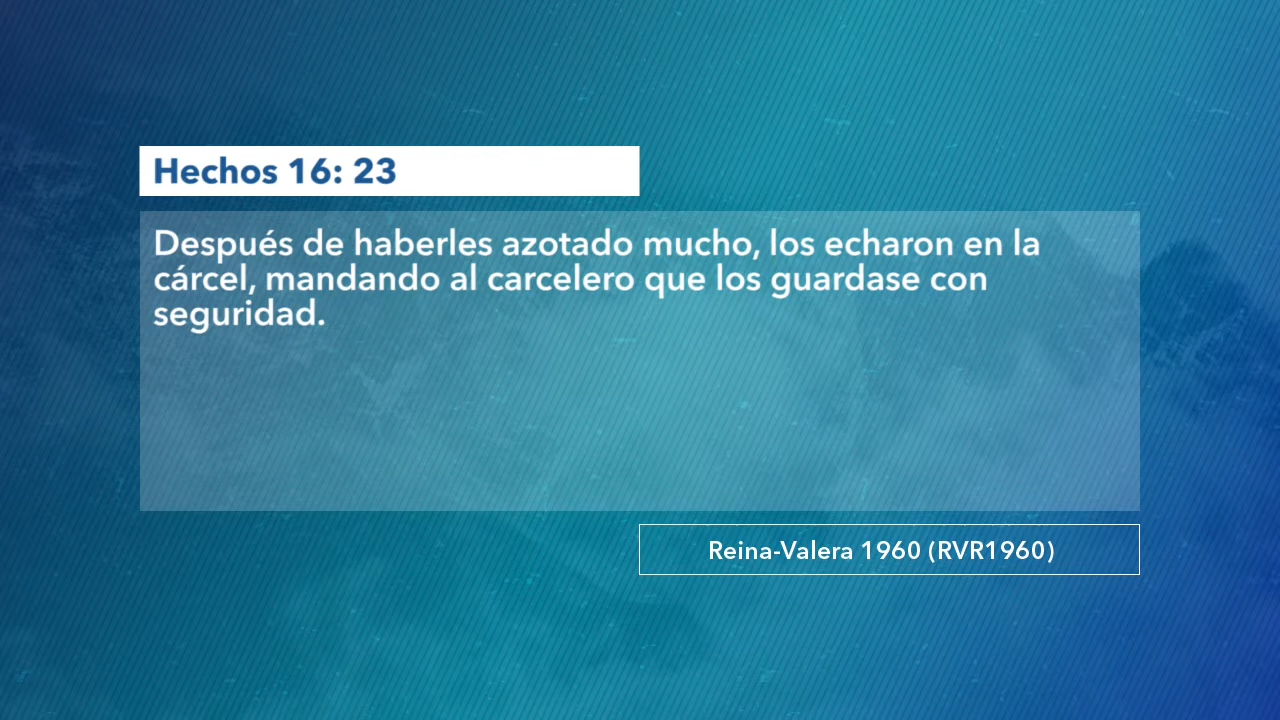 Hechos 16: 23
Después de haberles azotado mucho, los echaron en la
cárcel, mandando al carcelero que los guardase con
seguridad.
Reina-Valera 1960 (RVR1960)